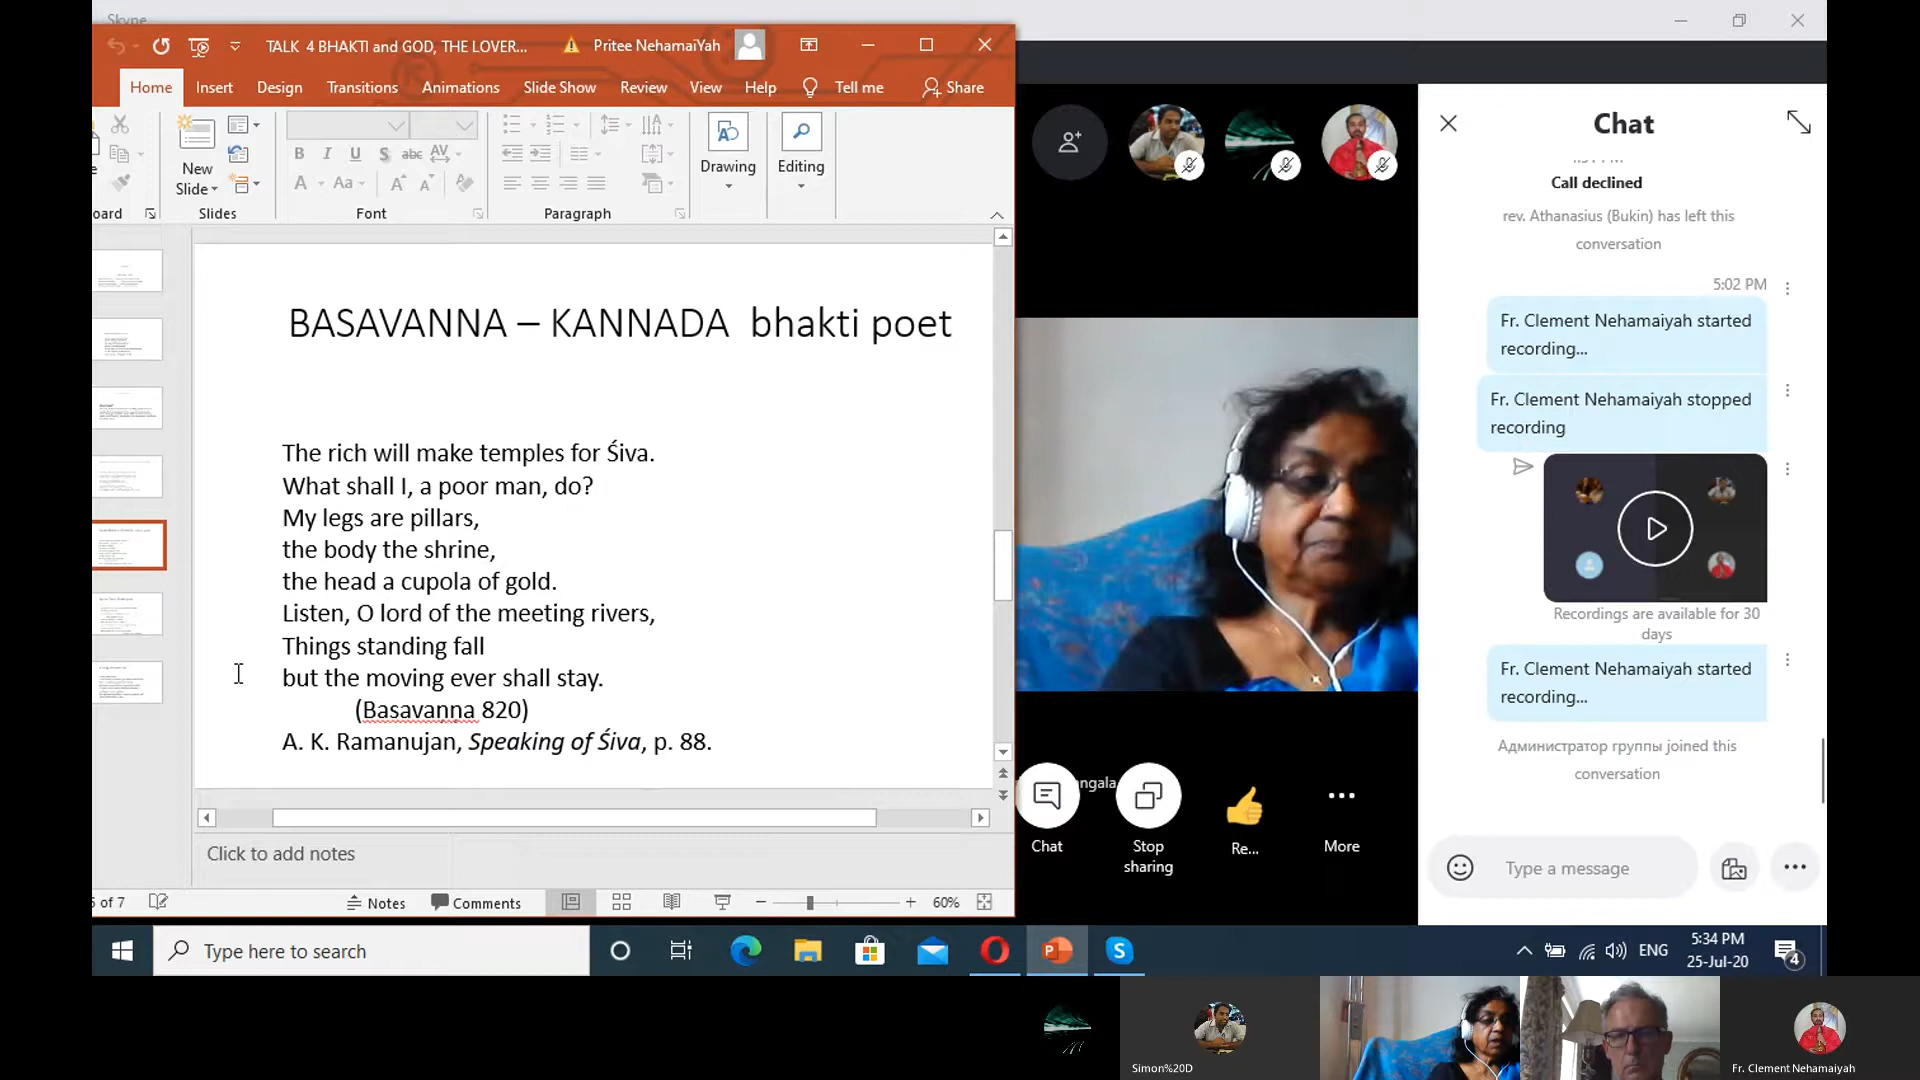 Skype
TALK 4 BHAKTI and GOD, THE LOVER...
Pritee NehamaiYah
Home Insert Design Transitions Animations Slide Show Review View Help Tell me Share
New
Slide
Drawing
Editing
oard
Slides
Font
Paragraph
BASAVANNA – KANNADA bhakti poet
The rich will make temples for Śiva.
What shall I, a poor man, do?
My legs are pillars,
the body the shrine,
the head a cupola of gold.
Listen, O lord of the meeting rivers,
Things standing fall
but the moving ever shall stay.
(Basavaṇṇa 820)
A. K. Ramanujan, Speaking of Śiva, p. 88.
Click to add notes
of 7
Notes
Comments
60%
ngala
Chat
Stop
sharing
Re...
More
Chat
Call declined
rev. Athanasius (Bukin) has left this
conversation
5:02 PM
Fr. Clement Nehamaiyah started
recording...
Fr. Clement Nehamaiyah stopped
recording
Recordings are available for 30
days
Fr. Clement Nehamaiyah started
recording...
Администратор группы joined this
conversation
Type a message
Type here to search
ENG
5:34 PM
25-Jul-20
4
Simon%20D
Fr. Clement Nehamaiyah